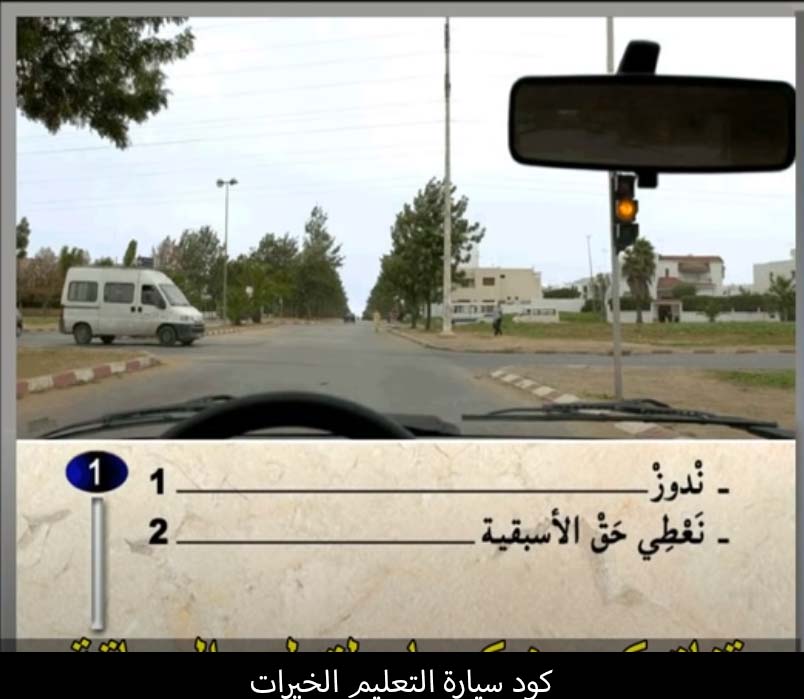 1
- نْدوزْ 1
- نَعْطِي حَقْ الأسبقية 2
كود سيارة التعليم الخيرات